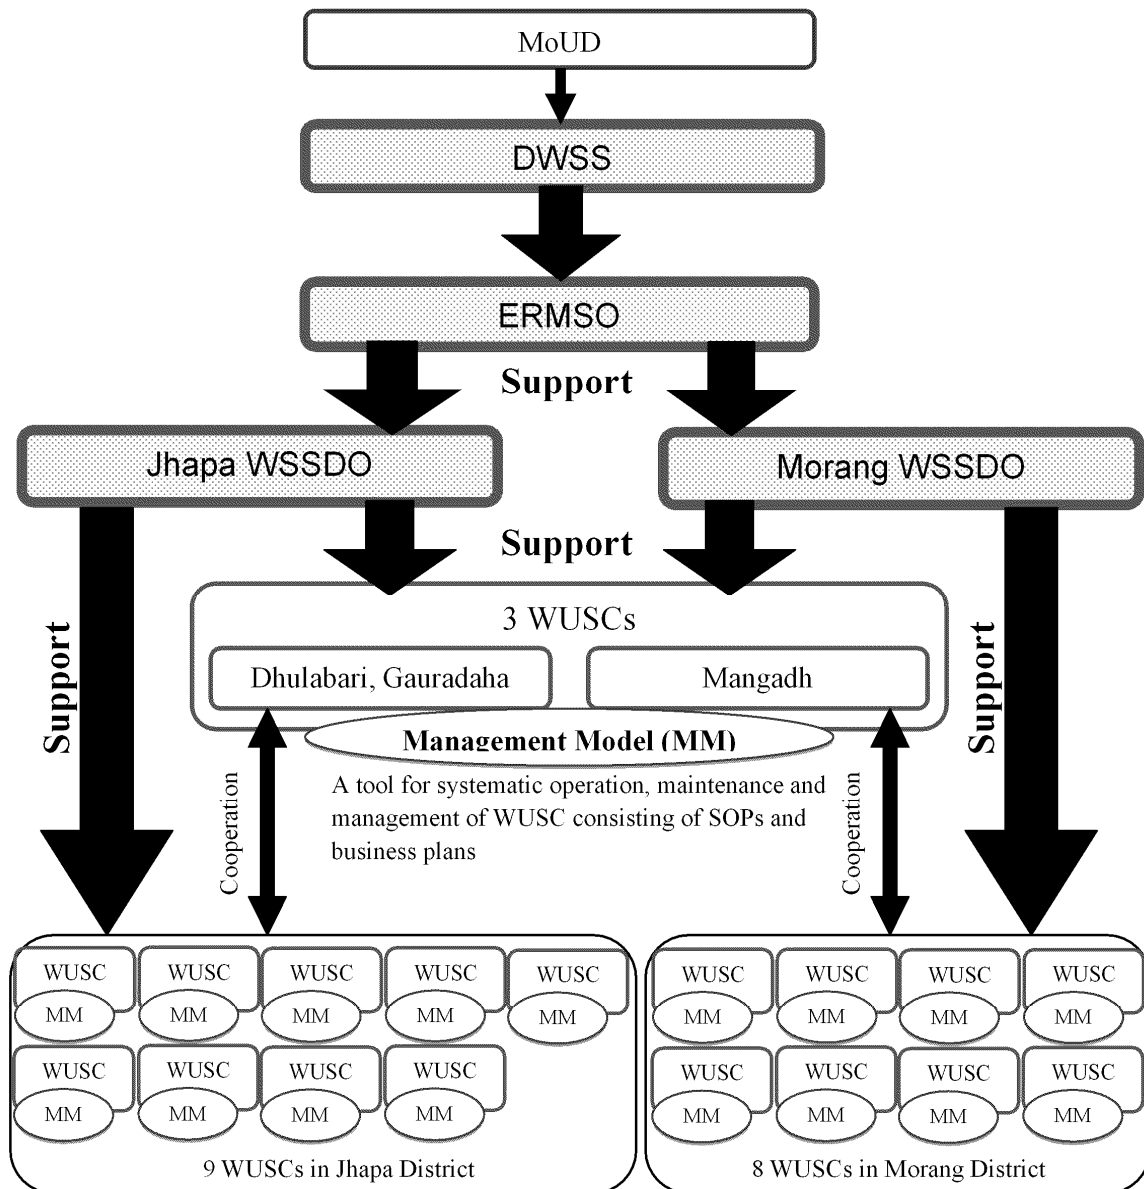 MoUD
DWSS
ERMSO
Support
Jhapa WSSDO
Morang WSSDO
Support
3 WUSCs
Support
Support
Dhulabari, Gauradaha
Mangadh
Management Model (MM)
Cooperation
Cooperation
A tool for systematic operation, maintenance and
management of WUSC consisting of SOPs and
business plans
WUSC WUSC WUSC WUSC WUSC
MM MM MM MM MM
WUSC WUSC WUSC WUSC
MM MM MM MM
9 WUSCs in Jhapa District
WUSC WUSC WUSC WUSC
MM MM MM MM
WUSC WUSC WUSC WUSC
MM MM MM MM
8 WUSCs in Morang District